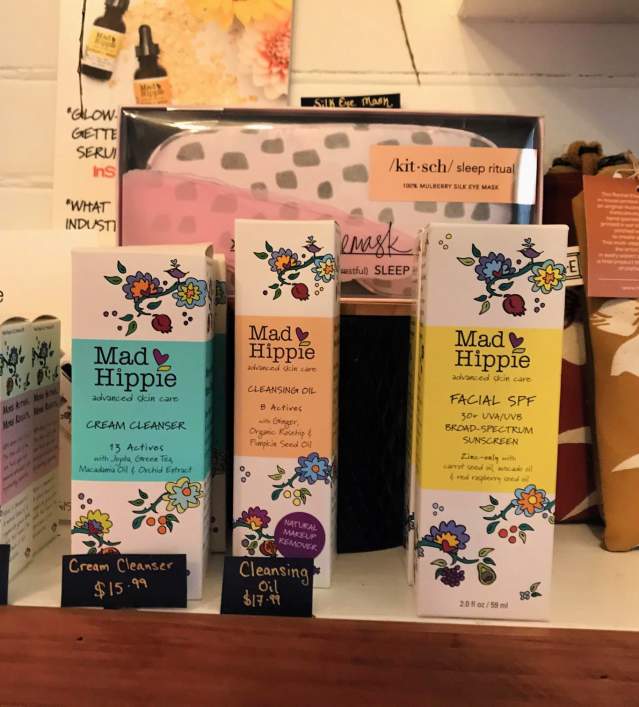 Mad
Hippie
"GLOW-
GETTE
SERU
InS
"WHAT
INDUST
Silk Eye Mask
/kit·sch/ sleep ritual
100% MULBERRY SILK EYE MASK
emask
SLEEP
Mad
Hippie
advanced skin care
CREAM CLEANSER
13 Actives
with Jojoba, Green Tea,
Macadamia Oil & Orchid Extract
Mad
Hippie
advanced skin care
CLEANSING OIL
8 Actives
with Ginger,
Organic Rosehip &
Pumpkin Seed Oil
NATURAL
MAKEUP
REMOVER
Mad
Hippie
advanced skin care
FACIAL SPF
30+ UVA/UVB
BROAD-SPECTRUM
SUNSCREEN
Zinc-only with
carrot seed oil, avocado oil
& red raspberry seed oil
2.0 fl oz / 59 ml
Cream Cleanser
$15.99
Cleansing
Oil
$17.99